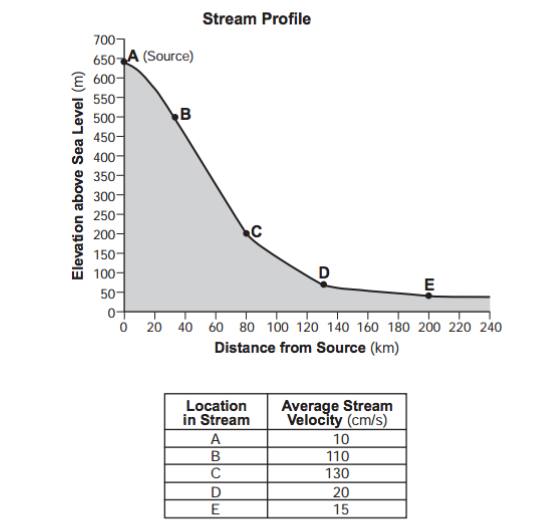 Stream Profile
700
650
600
550
500
450
400
350
300
250
200
150
100
50
0
Elevation above Sea Level (m)
A (Source)
B
C
D
E
0 20 40 60 80 100 120 140 160 180 200 220 240
Distance from Source (km)
Location in Stream
Average Stream Velocity (cm/s)
A 10
B 110
C 130
D 20
E 15